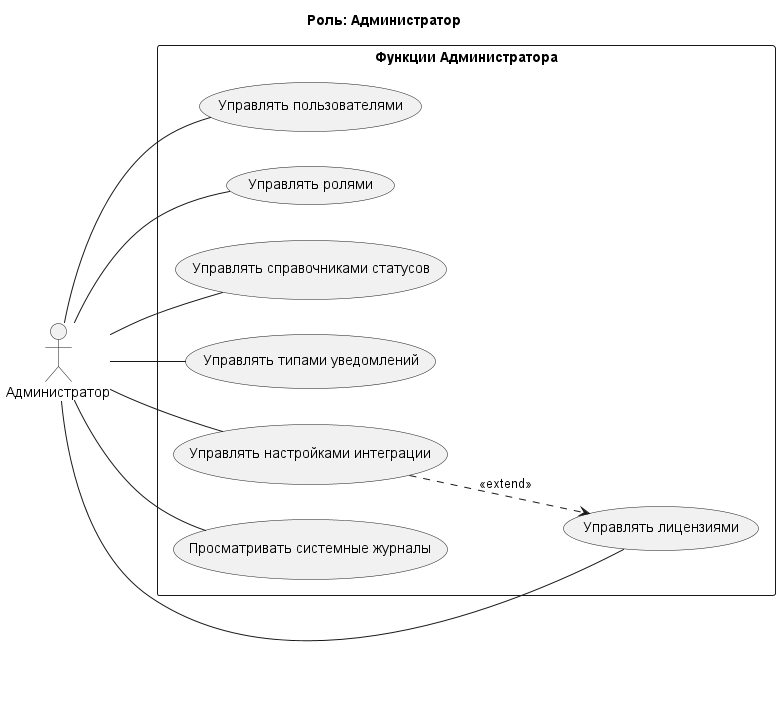 Роль: Администратор
Функции Администратора
Управлять пользователями
Управлять ролями
Управлять справочниками статусов
Управлять типами уведомлений
Администратор
Управлять настройками интеграции
«extend»
Управлять лицензиями
Просматривать системные журналы